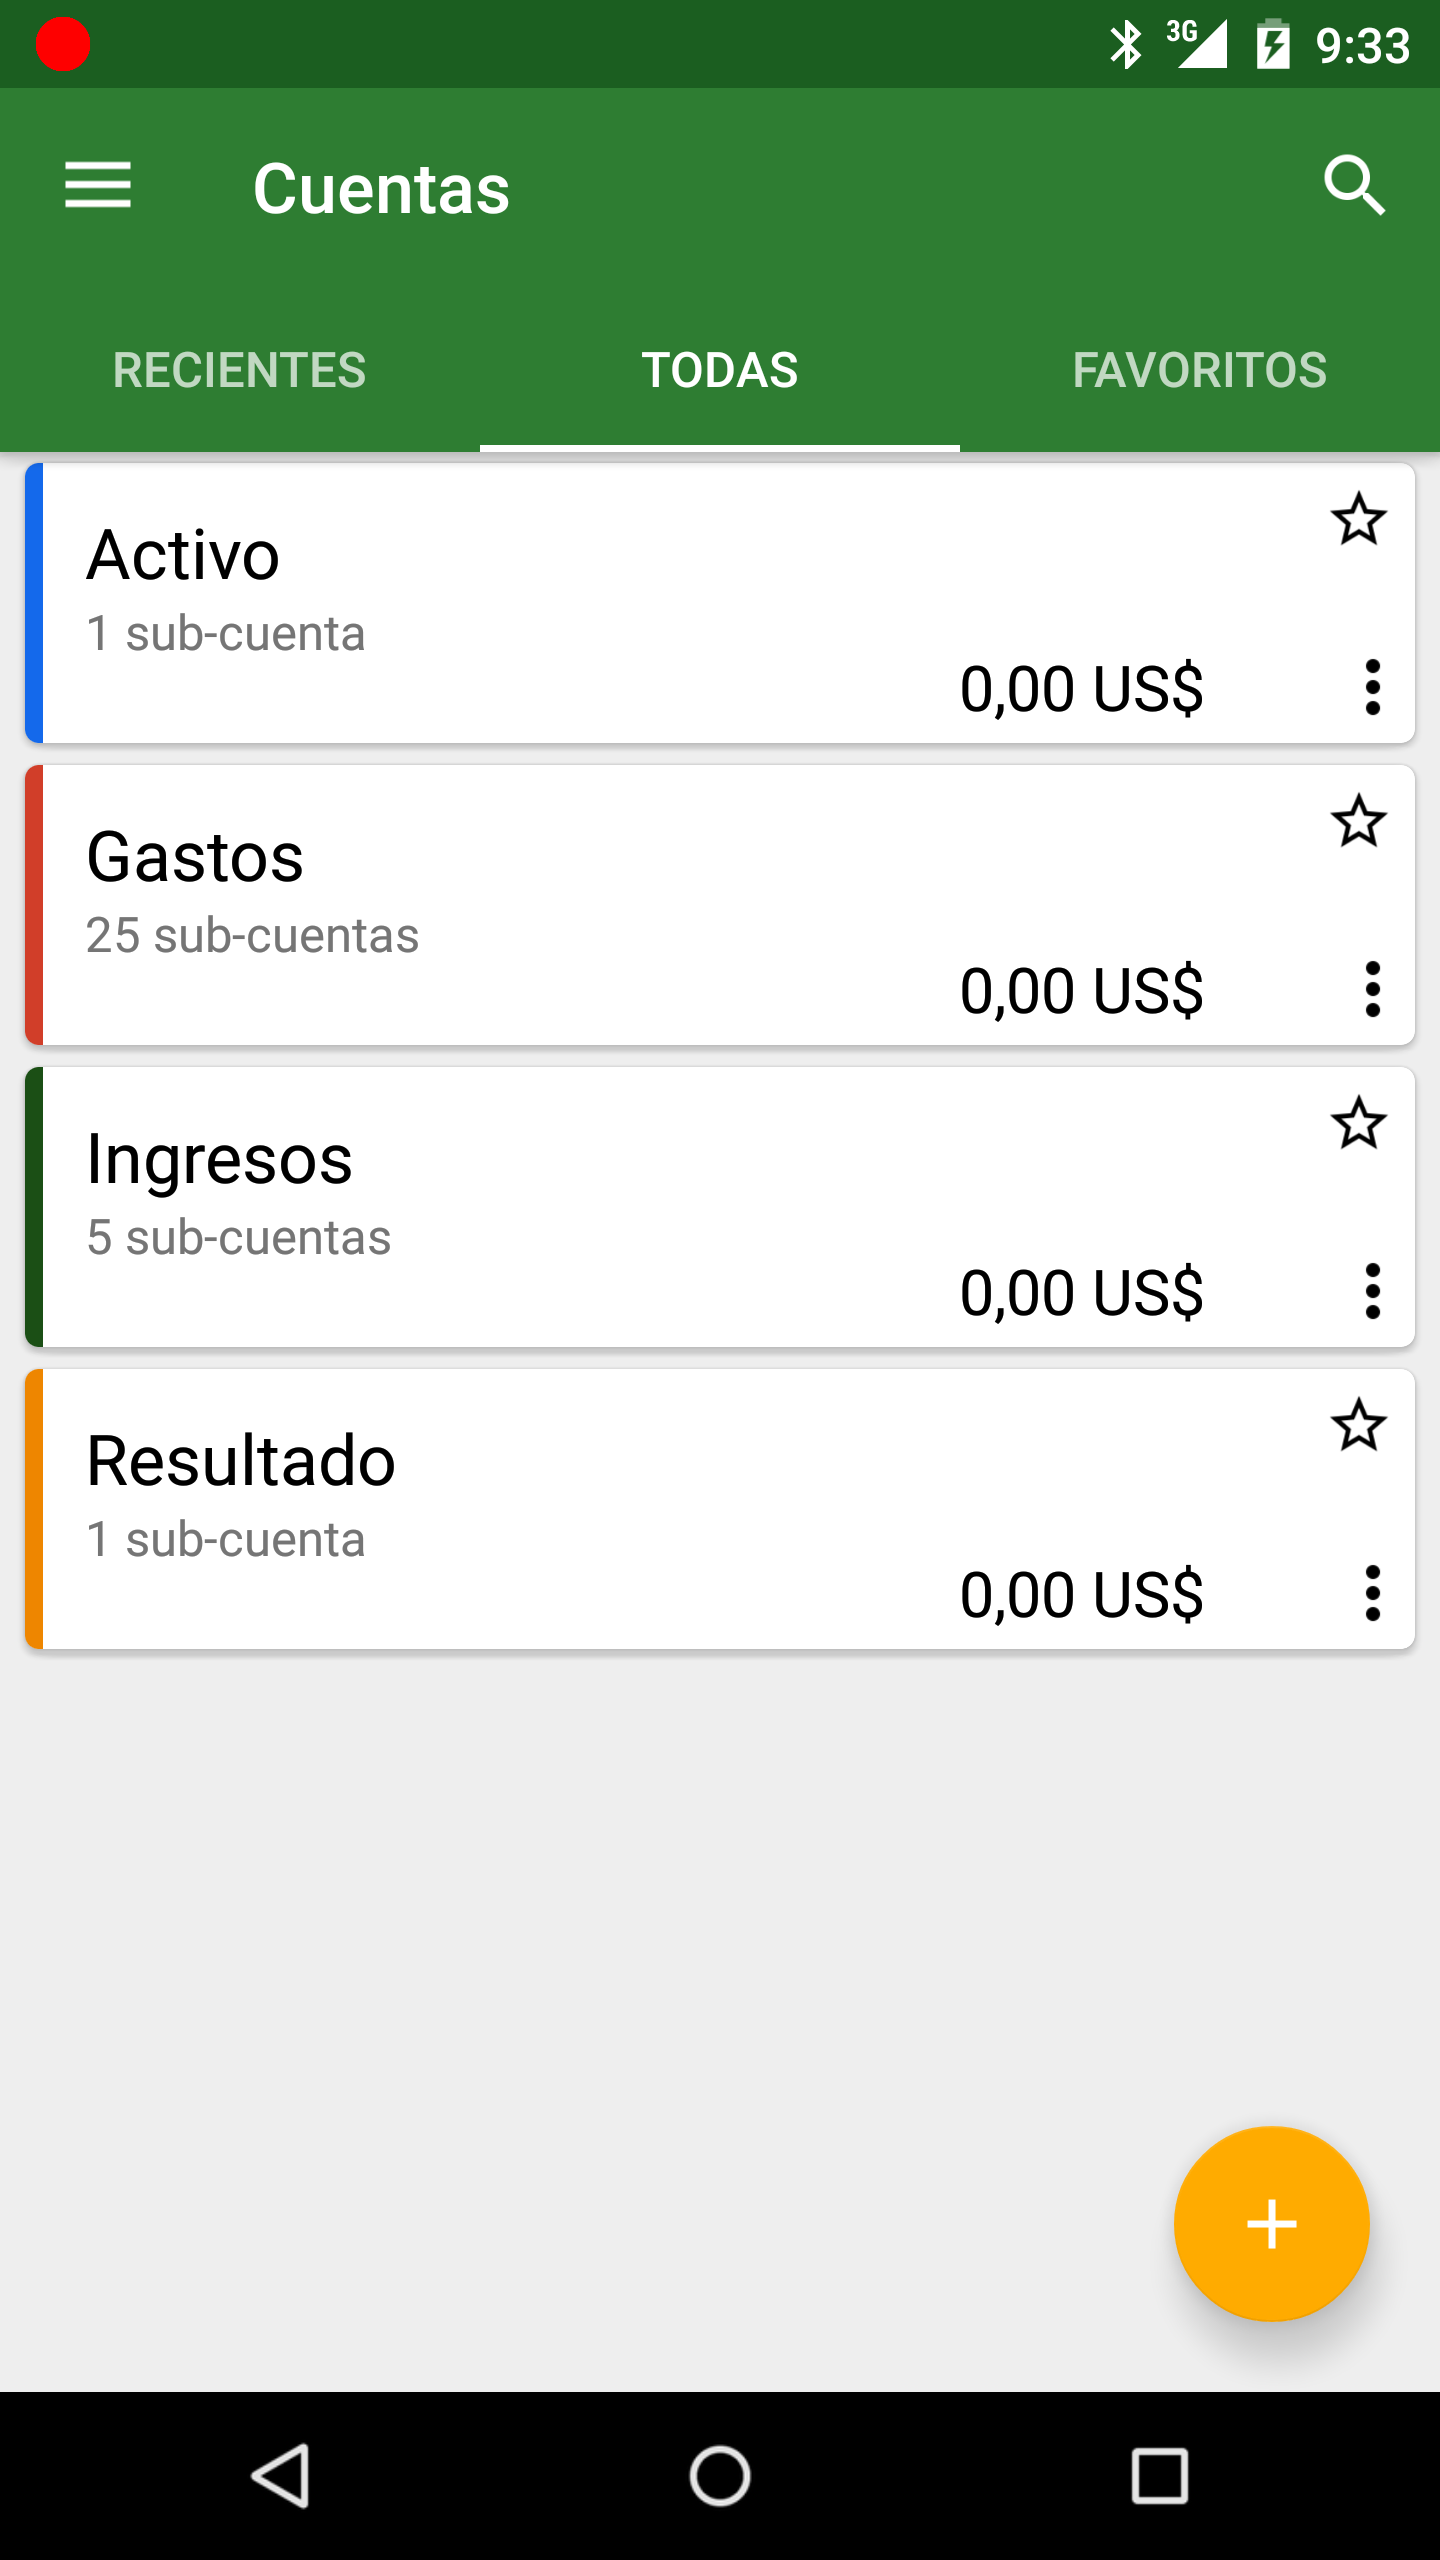 3G 9:33
Cuentas
RECIENTES TODAS FAVORITOS
Activo
1 sub-cuenta
0,00 US$
Gastos
25 sub-cuentas
0,00 US$
Ingresos
5 sub-cuentas
0,00 US$
Resultado
1 sub-cuenta
0,00 US$